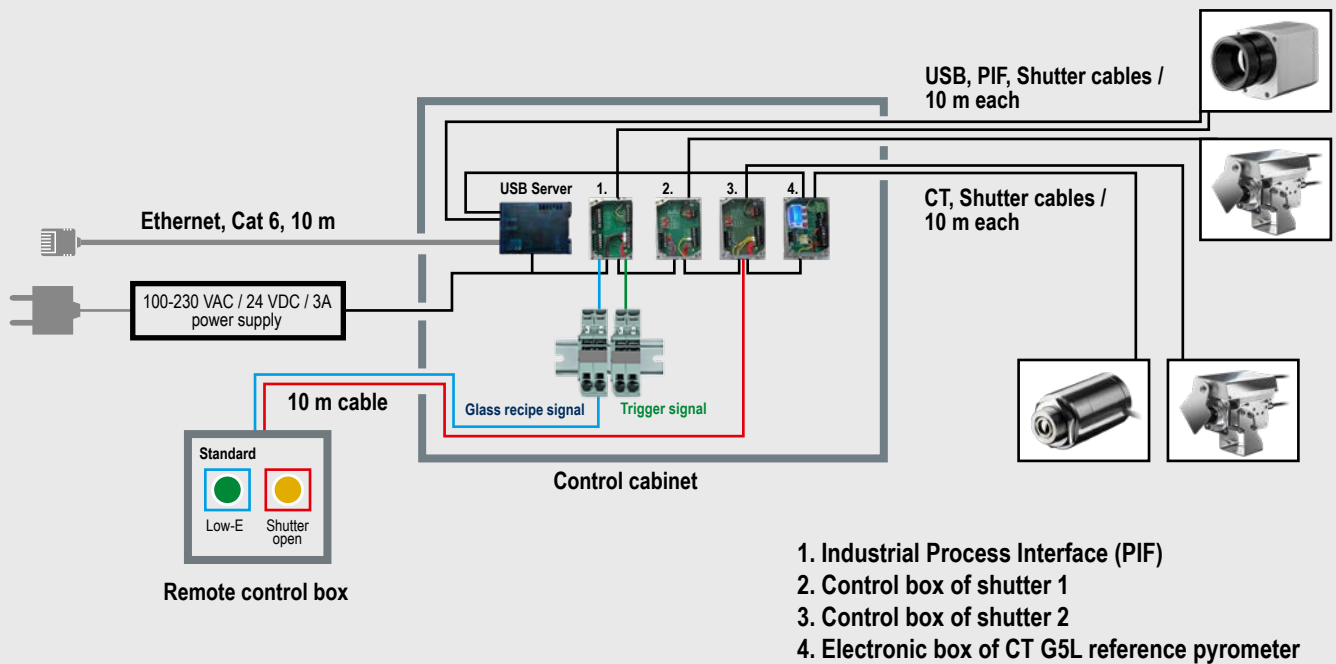 USB, PIF, Shutter cables /
10 m each
USB Server
1.
2.
3.
4.
CT, Shutter cables /
10 m each
Ethernet, Cat 6, 10 m
100-230 VAC / 24 VDC / 3A
power supply
10 m cable
Glass recipe signal
Trigger signal
Standard
Low-E
Shutter
open
Control cabinet
Remote control box
1. Industrial Process Interface (PIF)
2. Control box of shutter 1
3. Control box of shutter 2
4. Electronic box of CT G5L reference pyrometer